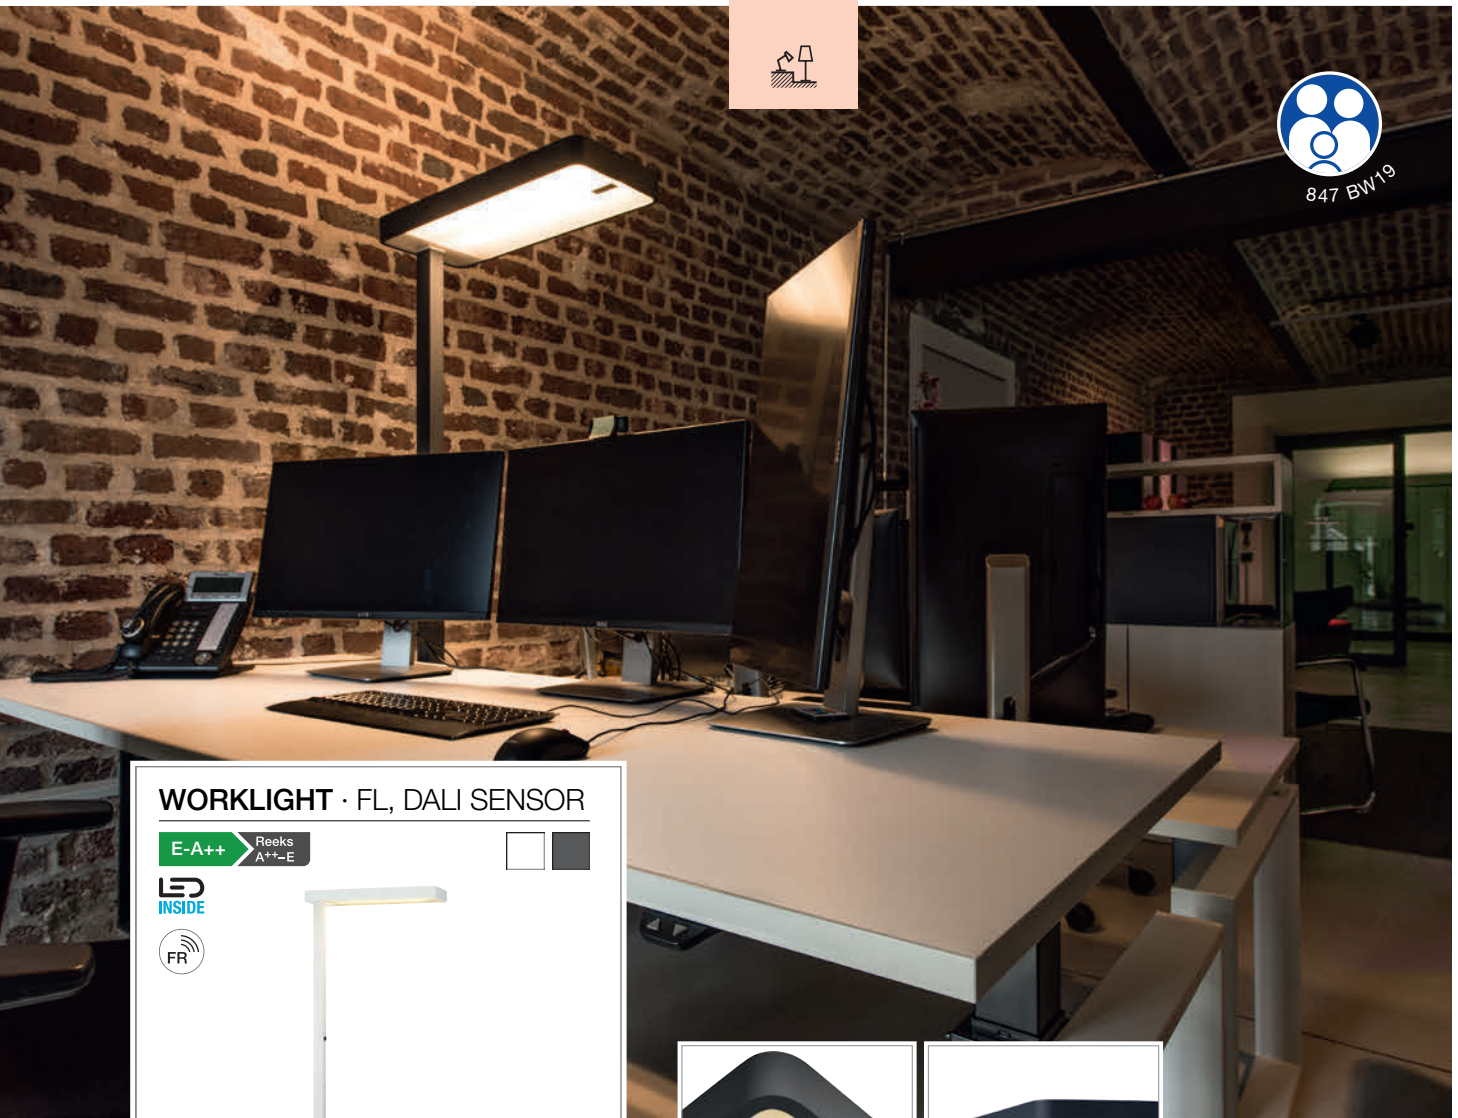 847 BW19
WORKLIGHT · FL, DALI SENSOR
E-A++
Reeks
A++–E
LED
INSIDE
FR